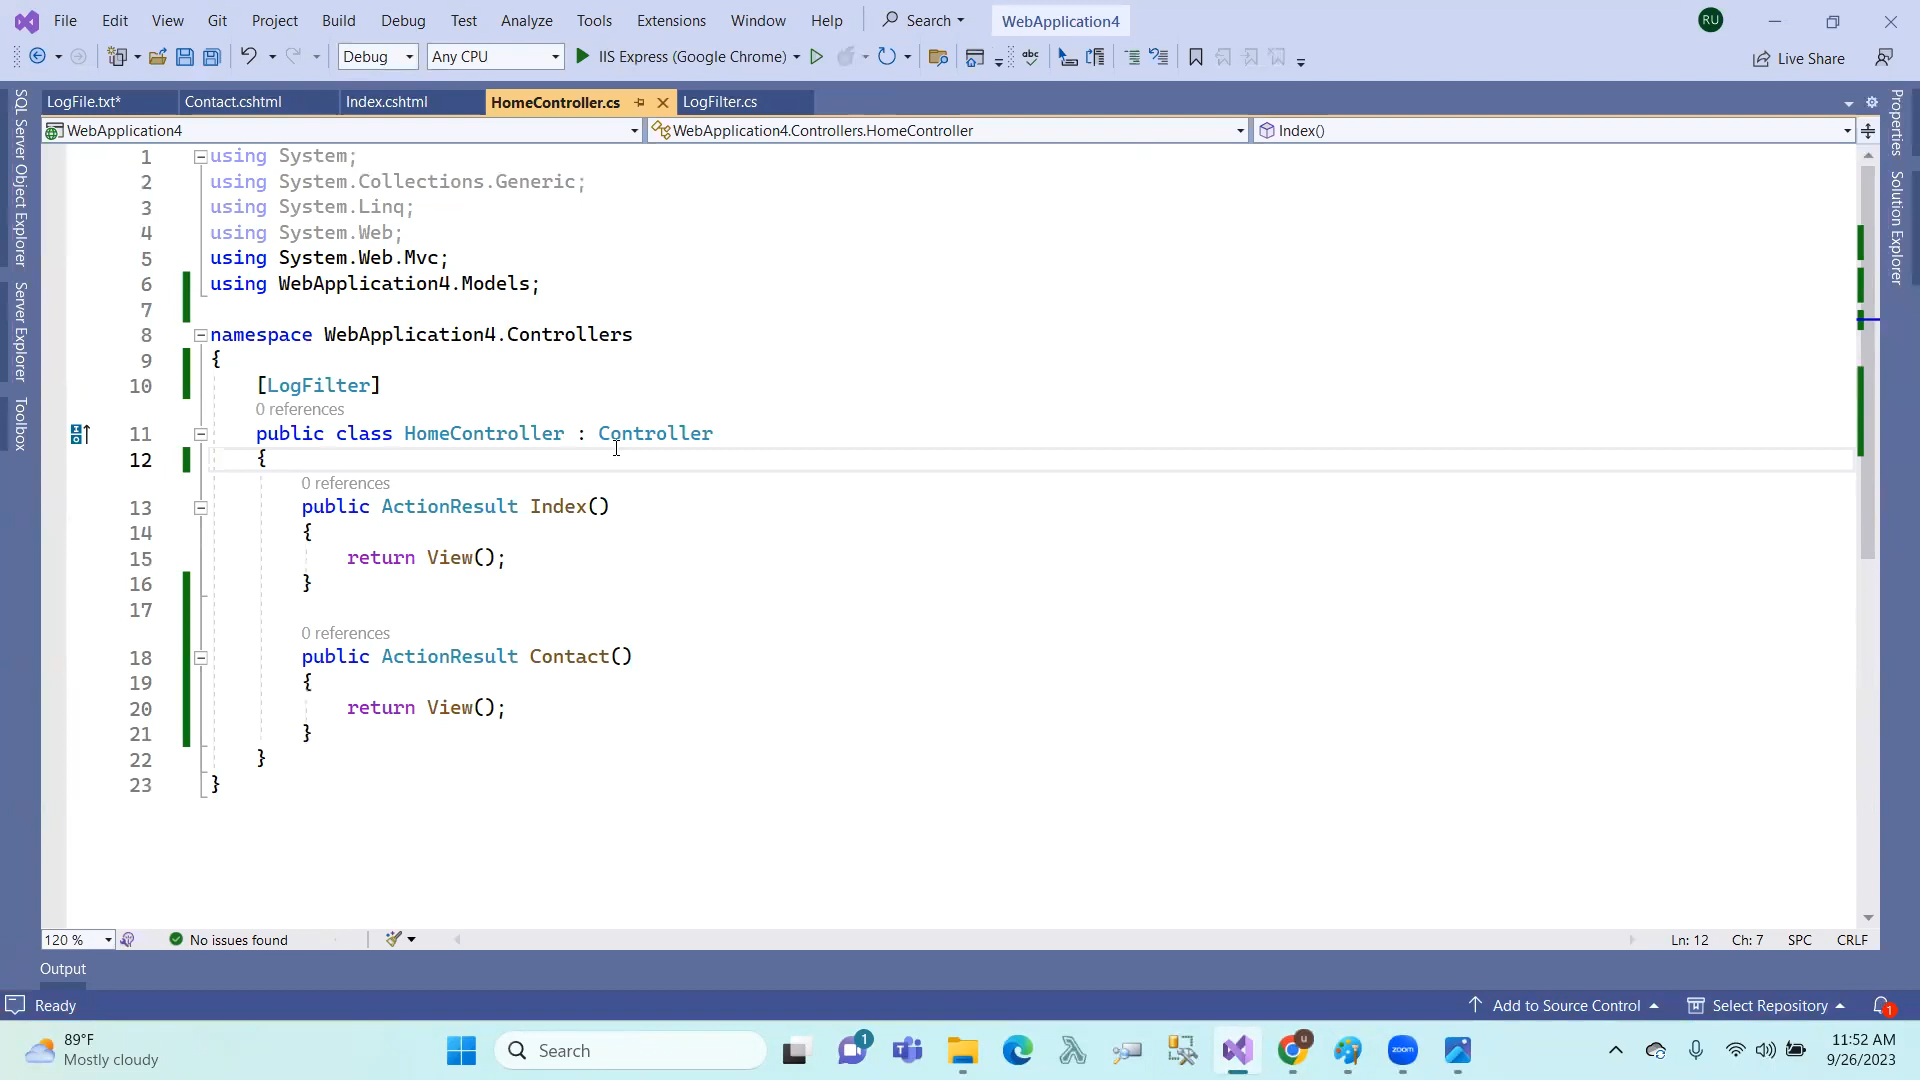 File Edit View Git Project Build Debug Test Analyze Tools Extensions Window Help Search WebApplication4 RU
Debug Any CPU IIS Express (Google Chrome) Live Share
LogFile.txt* Contact.cshtml Index.cshtml HomeController.cs LogFilter.cs
WebApplication4 WebApplication4.Controllers.HomeController Index()
SQL Server Object Explorer
Server Explorer
Toolbox
Properties
Solution Explorer
1 using System;
2 using System.Collections.Generic;
3 using System.Linq;
4 using System.Web;
5 using System.Web.Mvc;
6 using WebApplication4.Models;
7
8 namespace WebApplication4.Controllers
9 {
10 [LogFilter]
0 references
11 public class HomeController : Controller
12 {
0 references
13 public ActionResult Index()
14 {
15 return View();
16 }
17
0 references
18 public ActionResult Contact()
19 {
20 return View();
21 }
22 }
23 }
120 % No issues found Ln: 12 Ch: 7 SPC CRLF
Output
Ready Add to Source Control Select Repository 1
89°F
Mostly cloudy
Search
1
zoom
11:52 AM
9/26/2023